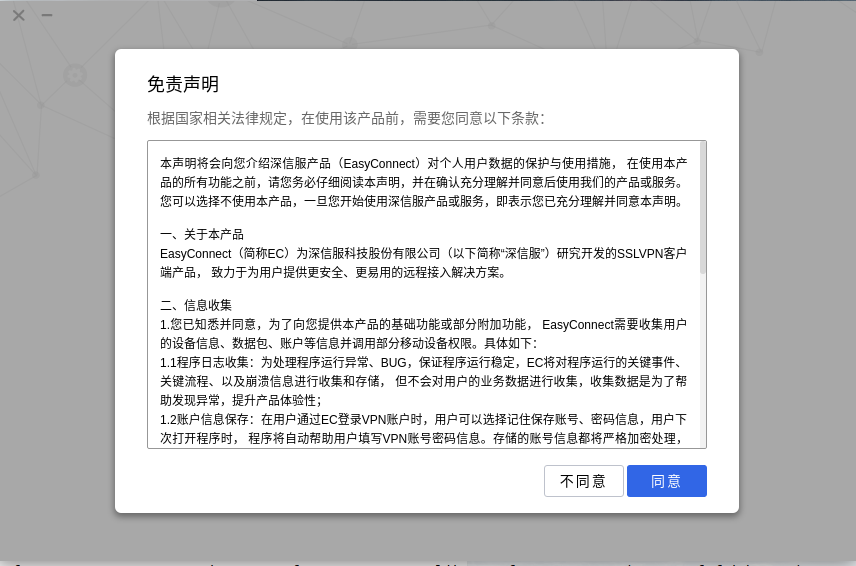 免责声明
根据国家相关法律规定，在使用该产品前，需要您同意以下条款：
本声明将会向您介绍深信服产品（EasyConnect）对个人用户数据的保护与使用措施， 在使用本产
品的所有功能之前，请您务必仔细阅读本声明，并在确认充分理解并同意后使用我们的产品或服务。
您可以选择不使用本产品，一旦您开始使用深信服产品或服务，即表示您已充分理解并同意本声明。
一、关于本产品
EasyConnect（简称EC）为深信服科技股份有限公司（以下简称“深信服”）研究开发的SSLVPN客户
端产品， 致力于为用户提供更安全、更易用的远程接入解决方案。
二、信息收集
1.您已知悉并同意，为了向您提供本产品的基础功能或部分附加功能， EasyConnect需要收集用户
的设备信息、数据包、账户等信息并调用部分移动设备权限。具体如下：
1.1程序日志收集：为处理程序运行异常、BUG，保证程序运行稳定，EC将对程序运行的关键事件、
关键流程、以及崩溃信息进行收集和存储， 但不会对用户的业务数据进行收集，收集数据是为了帮
助发现异常，提升产品体验性；
1.2账户信息保存：在用户通过EC登录VPN账户时，用户可以选择记住保存账号、密码信息，用户下
次打开程序时， 程序将自动帮助用户填写VPN账号密码信息。存储的账号信息都将严格加密处理，
不同意
同意